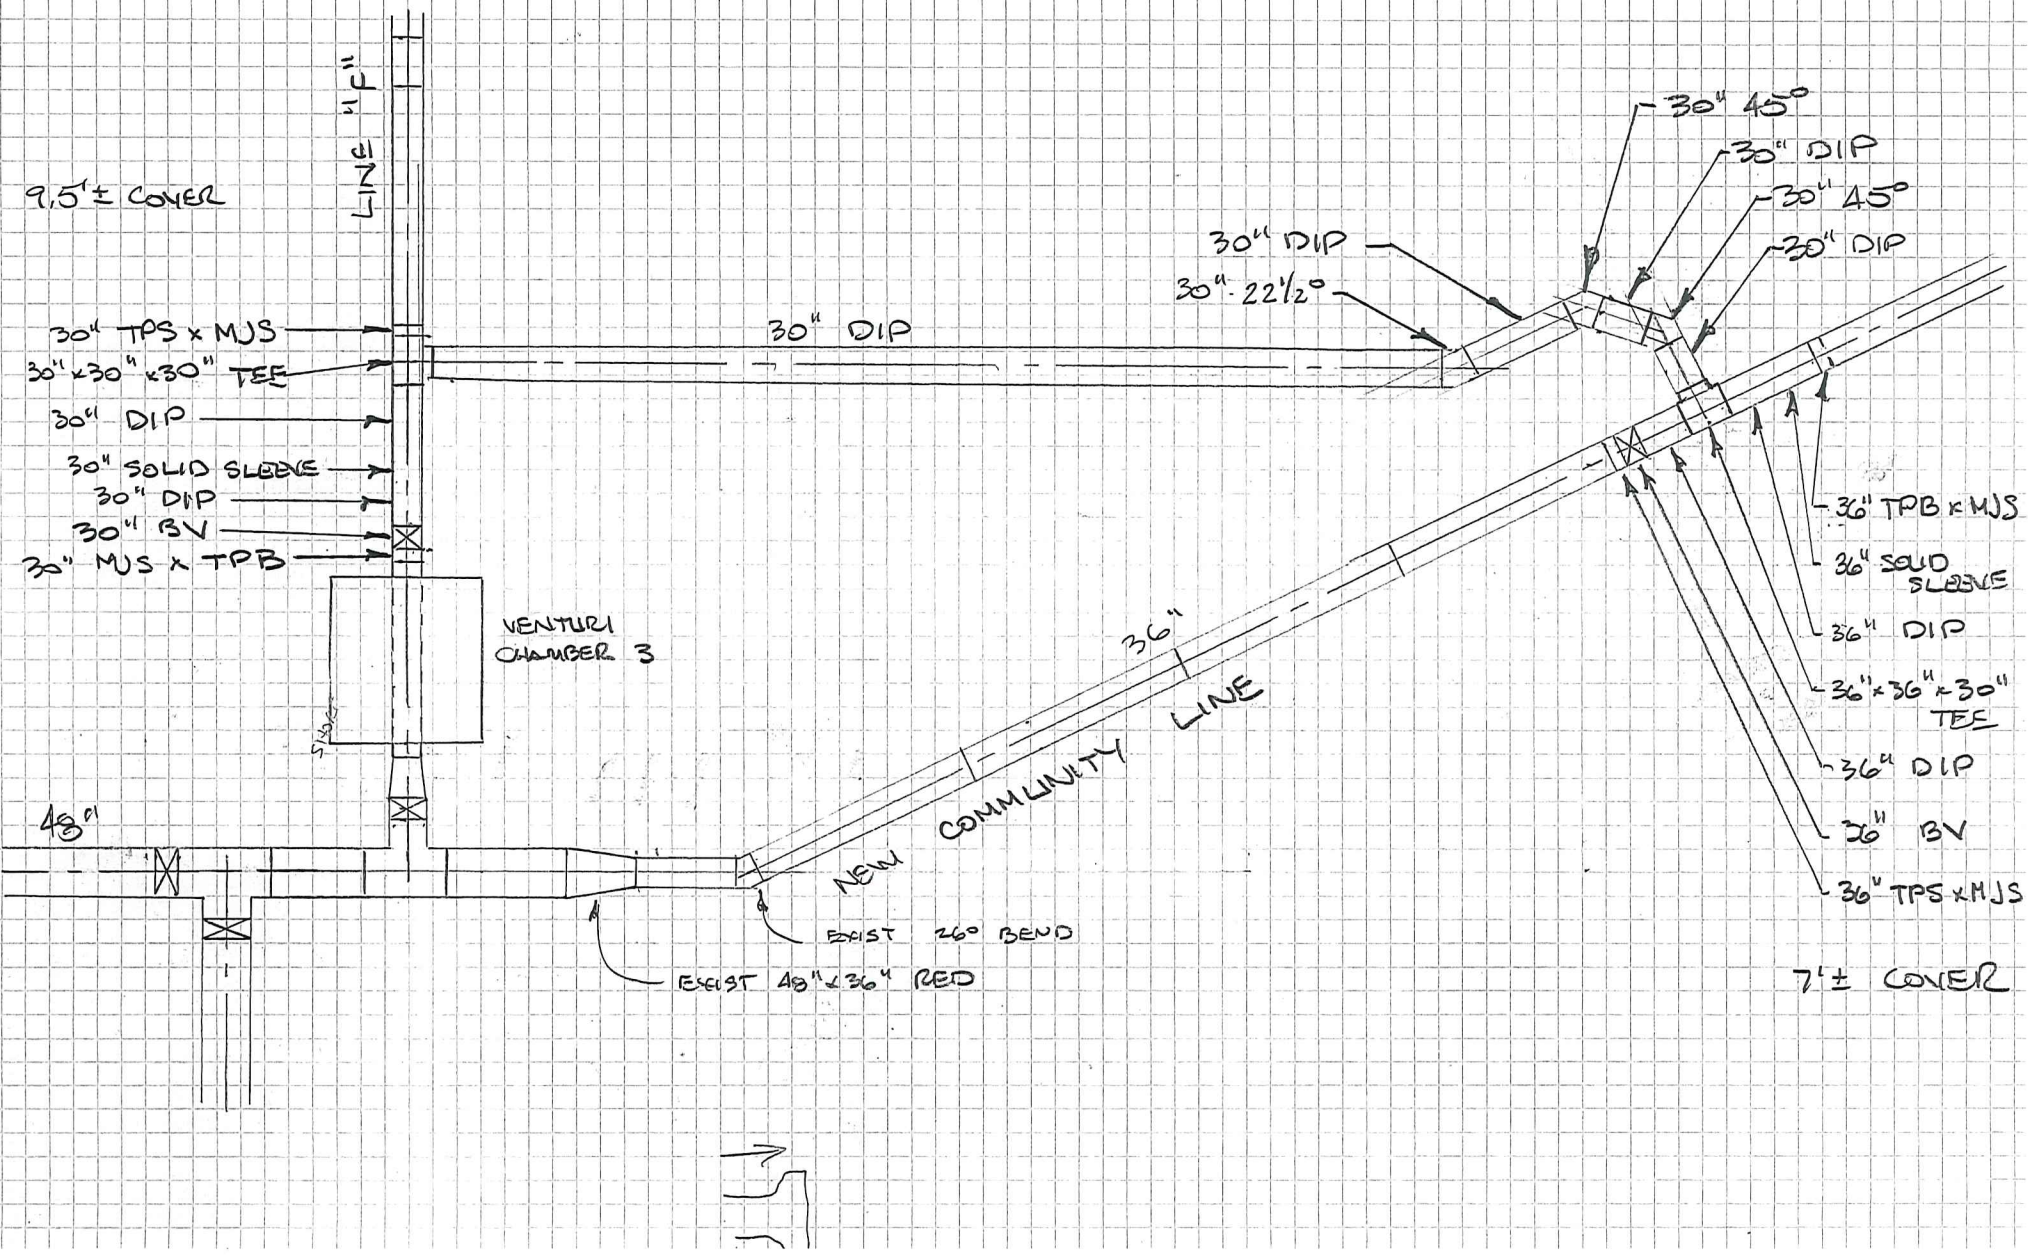 LINE "F"
9.5'± COVER
30" TPS x MJS
30"x30"x30" TEE
30" DIP
30" SOLID SLEEVE
30" DIP
30" BV
30" MJS x TPB
VENTURI
CHAMBER 3
48"
30" DIP
30" DIP
30" 22 1/2°
30" 45°
30" DIP
30" 45°
30" DIP
36" TPB x MJS
36" SOLID
SLEEVE
36" DIP
36"x36"x30"
TEE
36" DIP
36" BV
36" TPS x MJS
7'± COVER
36"
NEW COMMUNITY LINE
EXIST 26° BEND
EXIST 48"x36" RED